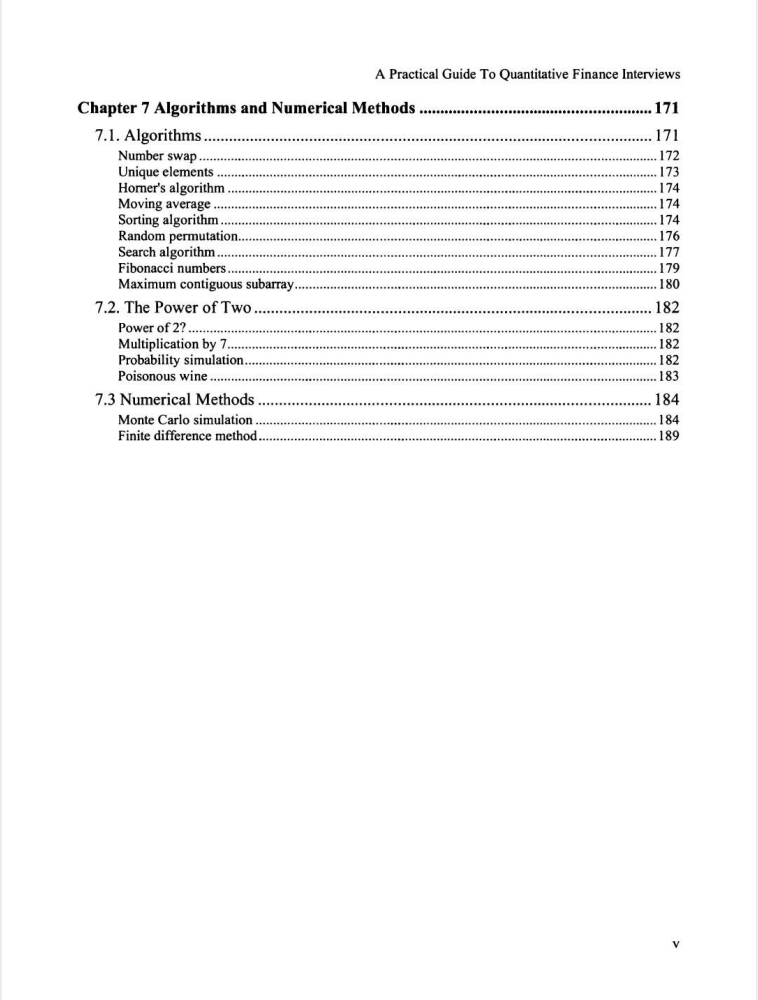 A Practical Guide To Quantitative Finance Interviews
Chapter 7 Algorithms and Numerical Methods ....................................................... 171
7.1. Algorithms ........................................................................................................ 171
Number swap ........................................................................................................ 172
Unique elements ........................................................................................................ 173
Horner's algorithm ........................................................................................................ 174
Moving average ........................................................................................................ 174
Sorting algorithm ........................................................................................................ 174
Random permutation........................................................................................................ 176
Search algorithm ........................................................................................................ 177
Fibonacci numbers ........................................................................................................ 179
Maximum contiguous subarray........................................................................................................ 180
7.2. The Power of Two ........................................................................................................ 182
Power of 2? ........................................................................................................ 182
Multiplication by 7........................................................................................................ 182
Probability simulation........................................................................................................ 182
Poisonous wine ........................................................................................................ 183
7.3 Numerical Methods ........................................................................................................ 184
Monte Carlo simulation ........................................................................................................ 184
Finite difference method........................................................................................................ 189
v